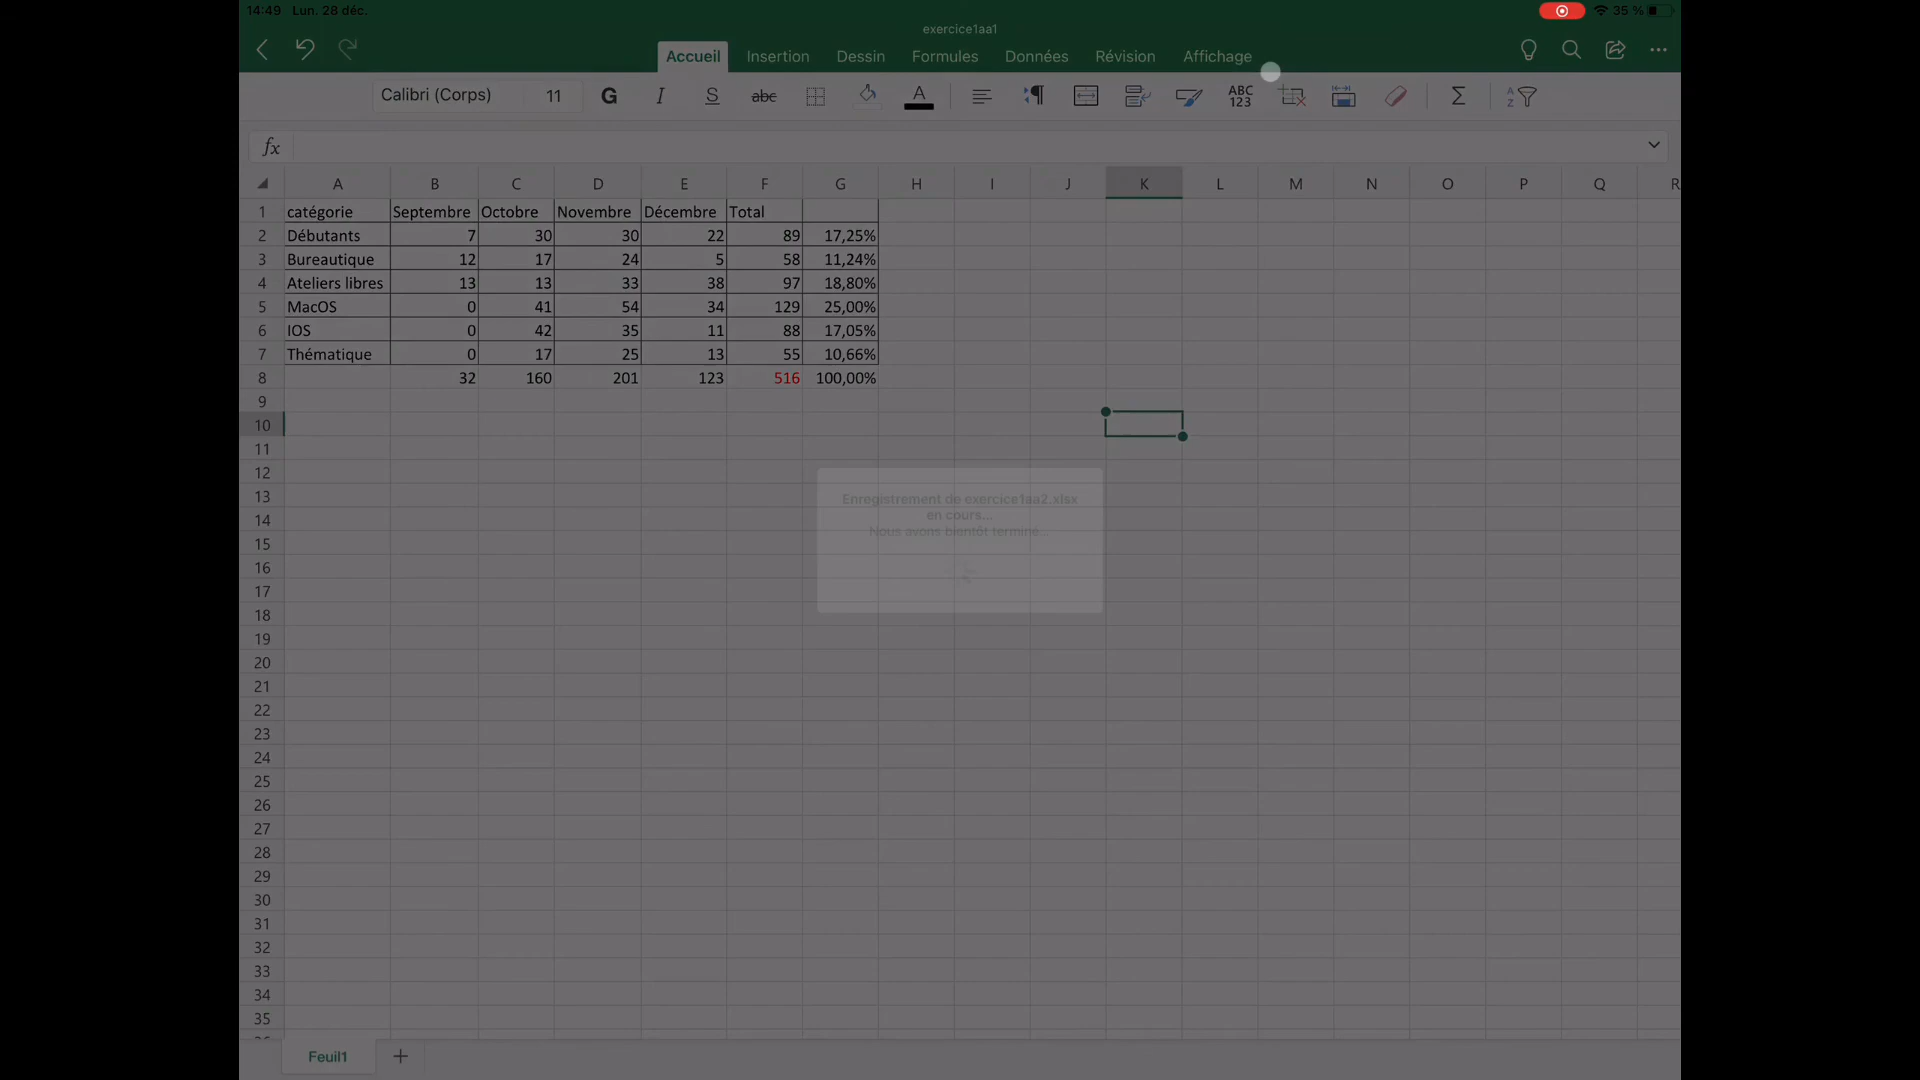 14:49 Lun. 28 déc. 35 %
exercice1aa1
Accueil Insertion Dessin Formules Données Révision Affichage
Calibri (Corps) 11 G I S abc A ABC 123 Σ A Z
fx
A B C D E F G H I J K L M N O P Q R
1 catégorie Septembre Octobre Novembre Décembre Total
2 Débutants 7 30 30 22 89 17,25%
3 Bureautique 12 17 24 5 58 11,24%
4 Ateliers libres 13 13 33 38 97 18,80%
5 MacOS 0 41 54 34 129 25,00%
6 IOS 0 42 35 11 88 17,05%
7 Thématique 0 17 25 13 55 10,66%
8 32 160 201 123 516 100,00%
9
10
11
12
13
14
15
16
17
18
19
20
21
22
23
24
25
26
27
28
29
30
31
32
33
34
35
Enregistrement de exercice1aa2.xlsx
en cours...
Nous avons bientôt terminé...
Feuil1 +